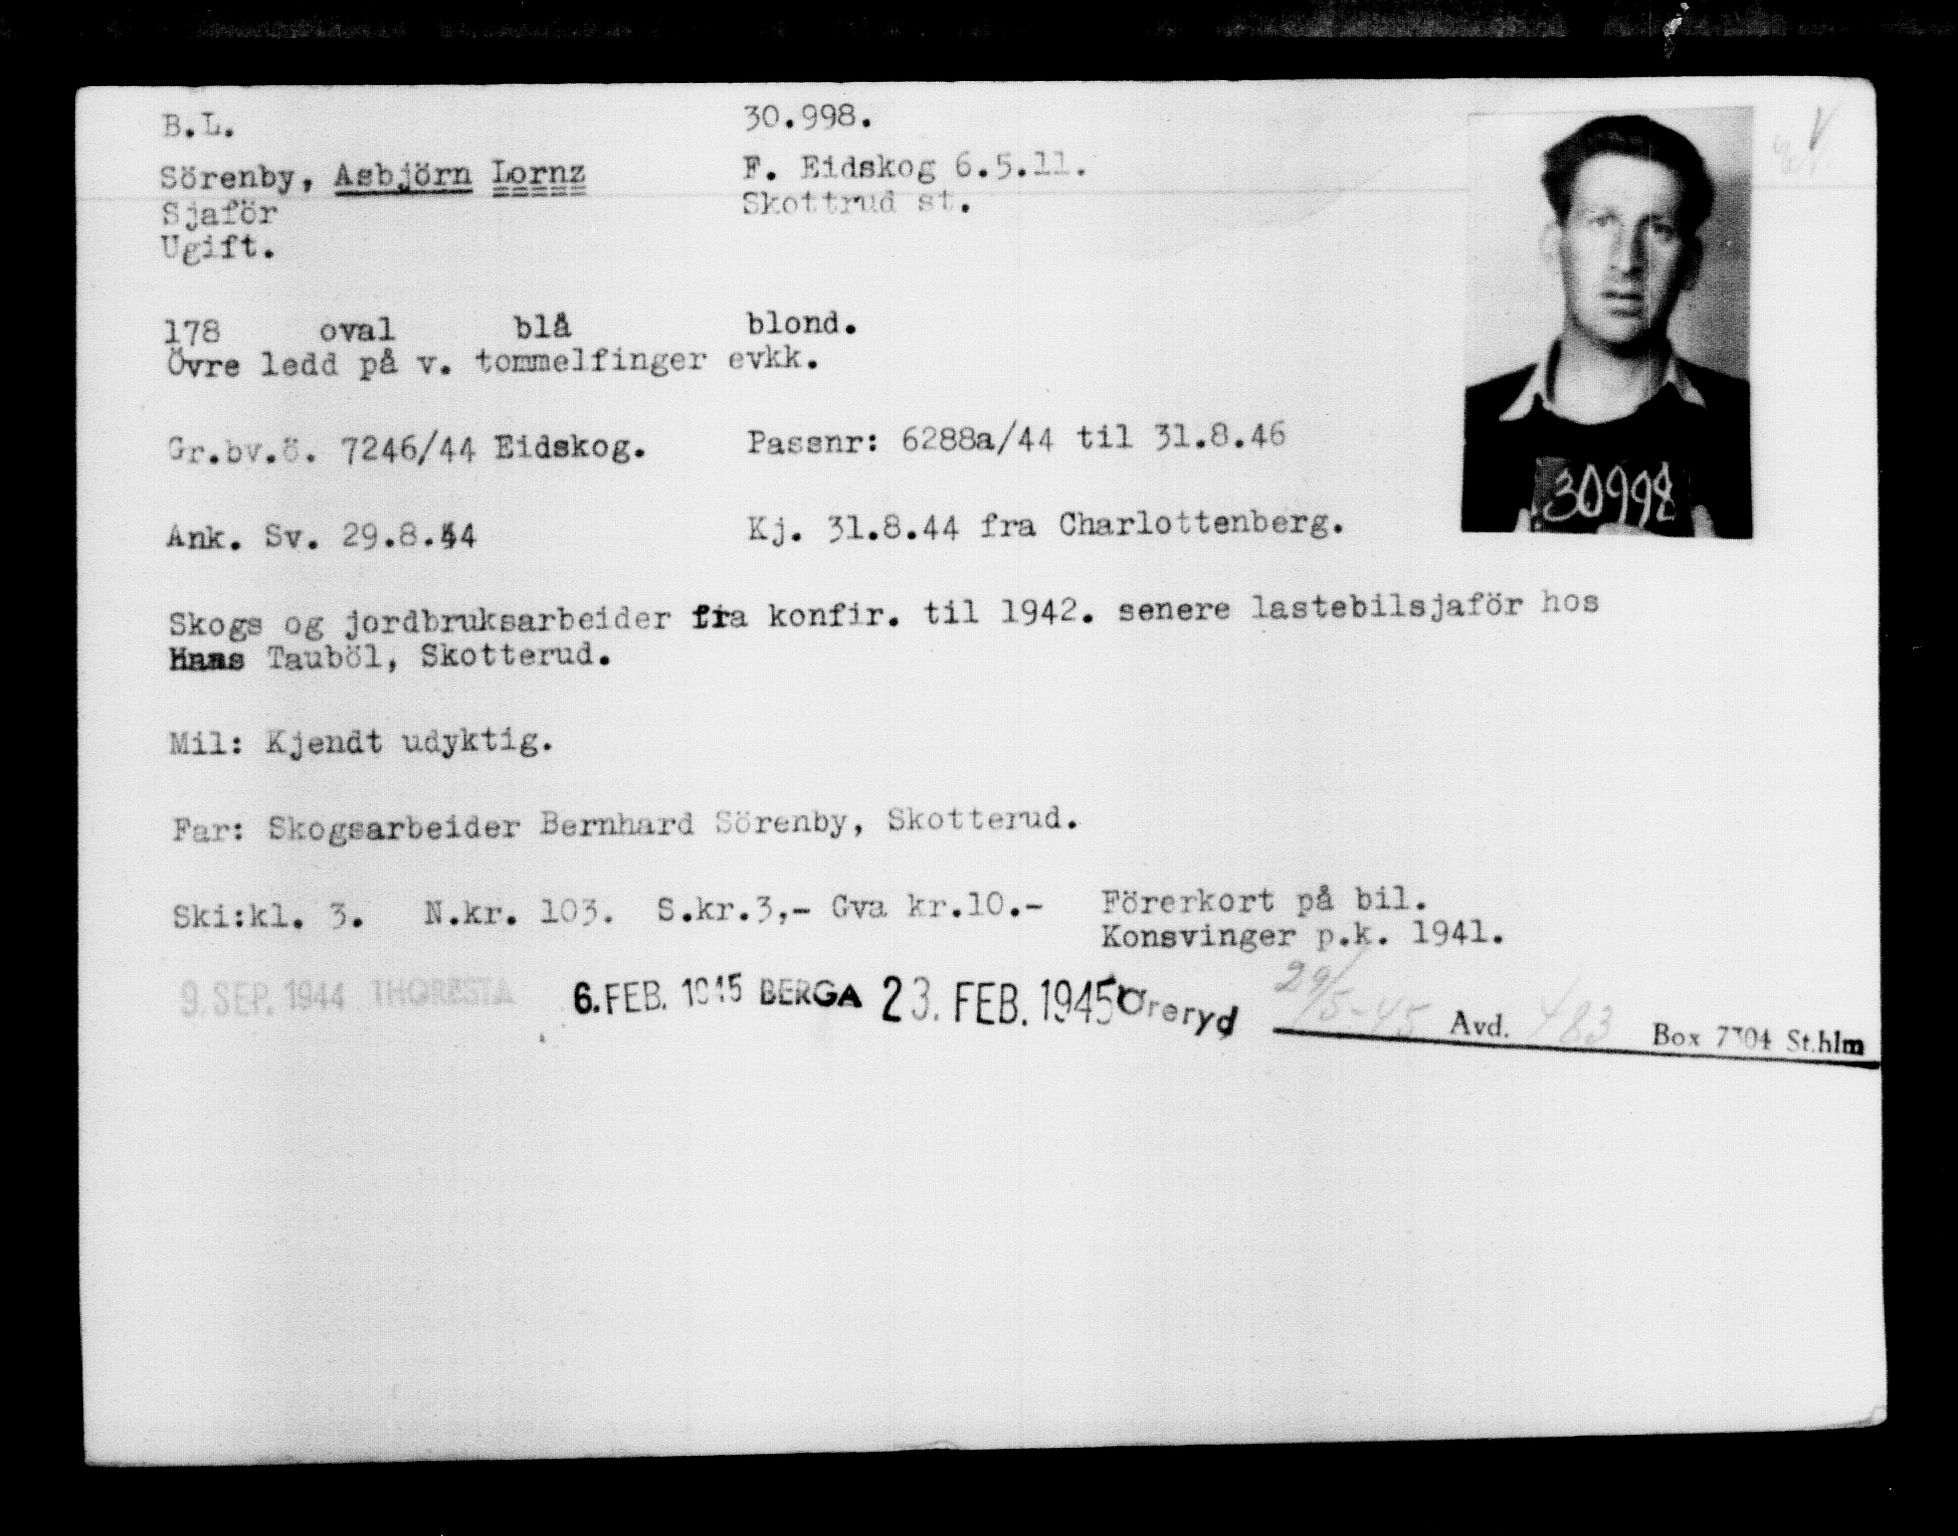 B.L. 30.998.
Sörenby, Asbjörn Lornz F. Eidskog 6.5.11.
Sjaför Skottrud st.
Ugift.
178 oval blå blond.
Övre ledd på v. tommelfinger evkk.
Gr.bv.ö. 7246/44 Eidskog. Passnr: 6288a/44 til 31.8.46
Ank. Sv. 29.8.44 Kj. 31.8.44 fra Charlottenberg.
30998
Skogs og jordbruksarbeider fra konfir. til 1942. senere lastebilsjaför hos
Tauböl, Skotterud.
Mil: Kjendt udyktig.
Far: Skogsarbeider Bernhard Sörenby, Skotterud.
Ski:kl. 3. N.kr. 103. S.kr.3,- Gva kr.10.- Förerkort på bil.
Konsvinger p.k. 1941.
9. SEP. 1944 THORESTA 6. FEB. 1945 BERGA 23. FEB. 1945 Öreryd 29/5-45 Avd. 483 Box 7304 St.hlm